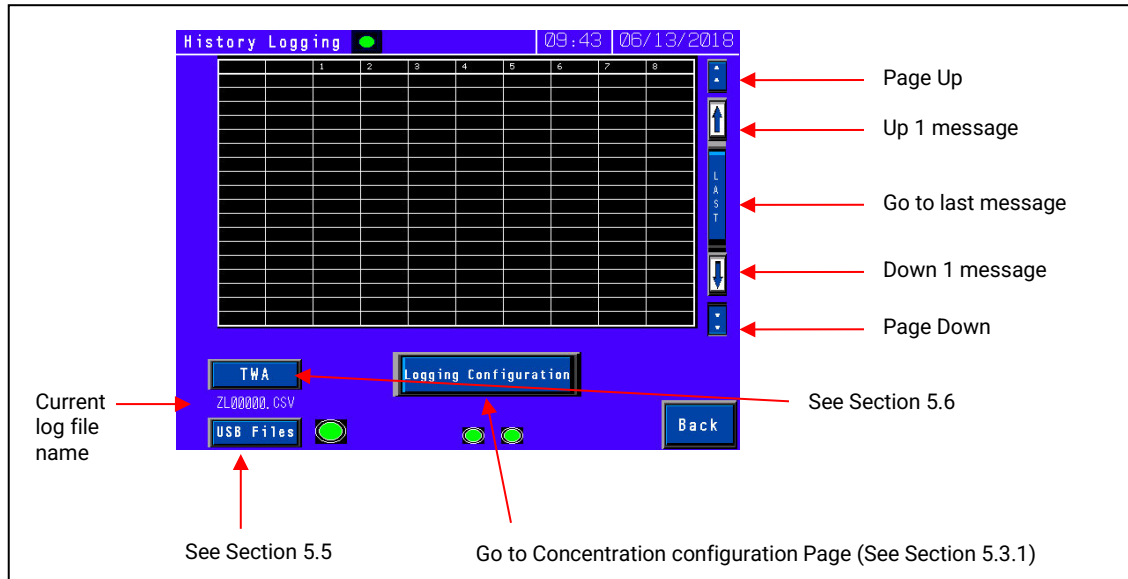 History Logging 09:43 06/13/2018
1 2 3 4 5 6 7 8
Page Up
Up 1 message
L
A
S
T
Go to last message
Down 1 message
Page Down
TWA
Logging Configuration
See Section 5.6
Current
log file
name
ZL00000.CSV
USB Files
Back
See Section 5.5
Go to Concentration configuration Page (See Section 5.3.1)